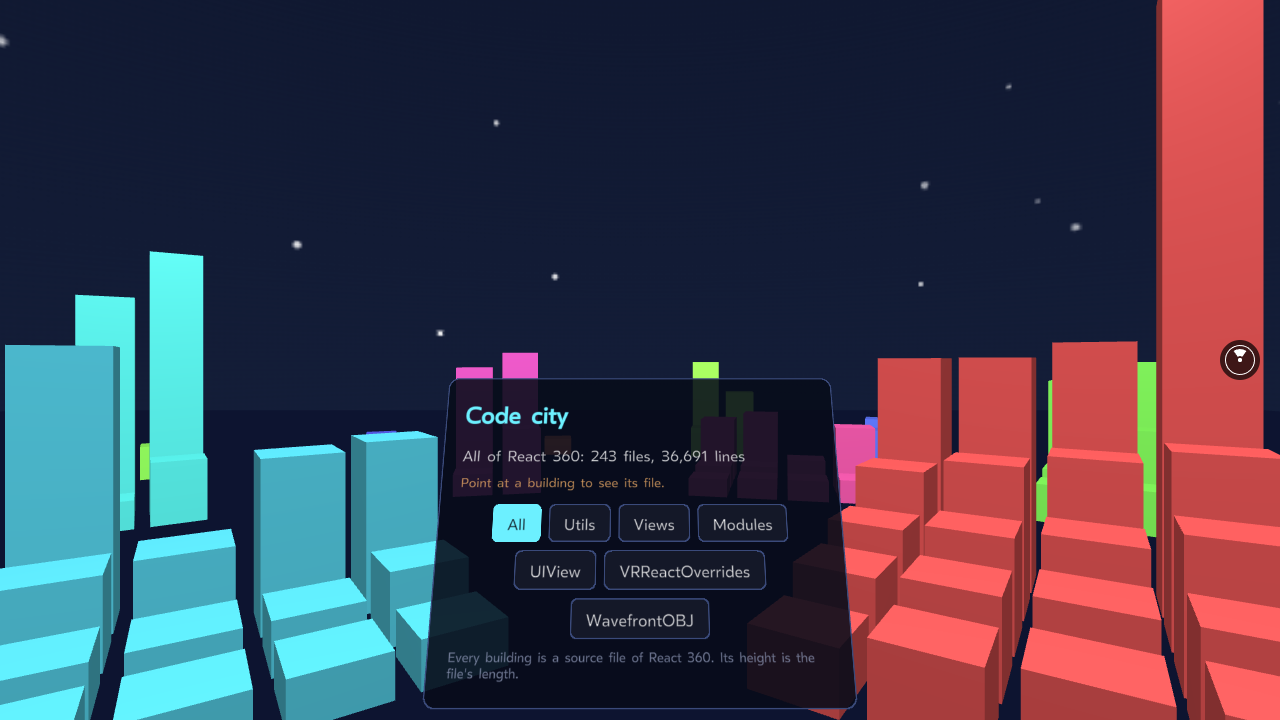 Code city
All of React 360: 243 files, 36,691 lines
Point at a building to see its file.
All Utils Views Modules
UIView VRReactOverrides
WavefrontOBJ
Every building is a source file of React 360. Its height is the
file's length.